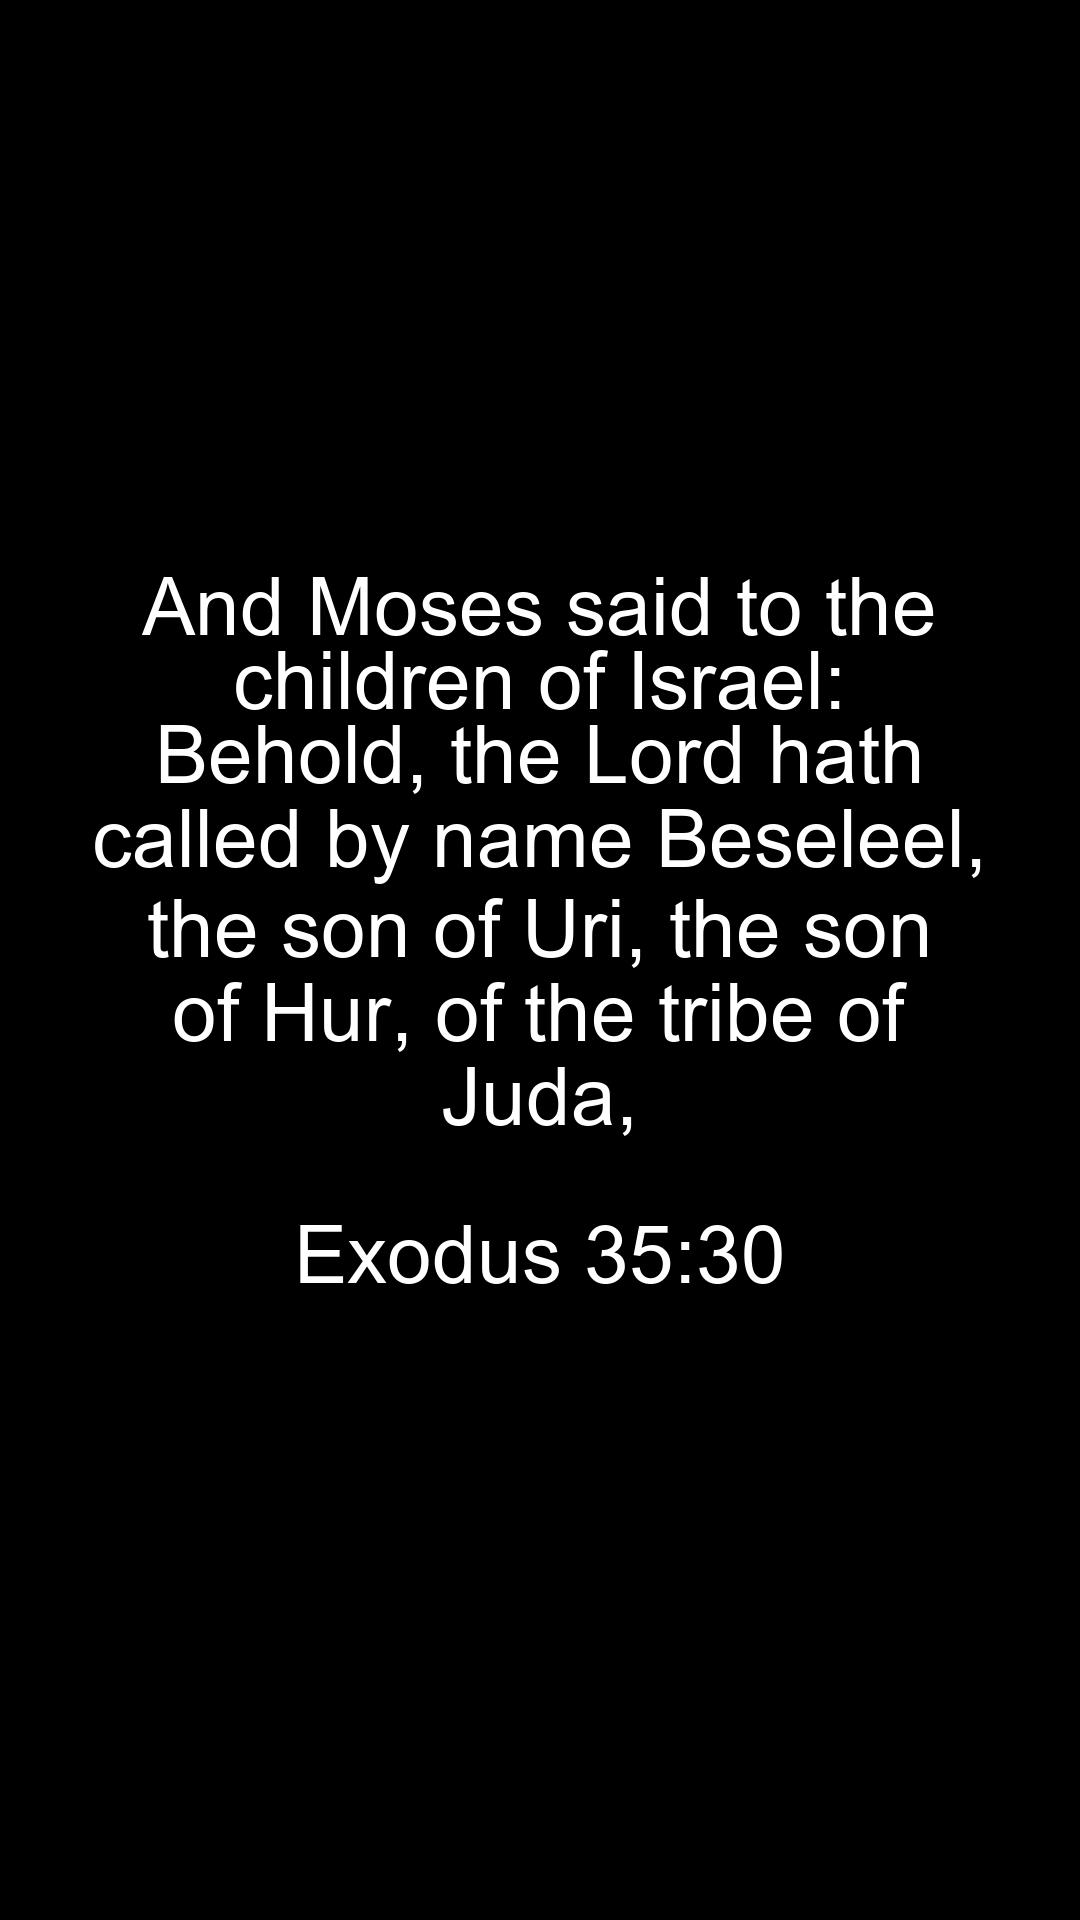 And Moses said to the
children of Israel:
Behold, the Lord hath
called by name Beseleel,
the son of Uri, the son
of Hur, of the tribe of
Juda,
Exodus 35:30